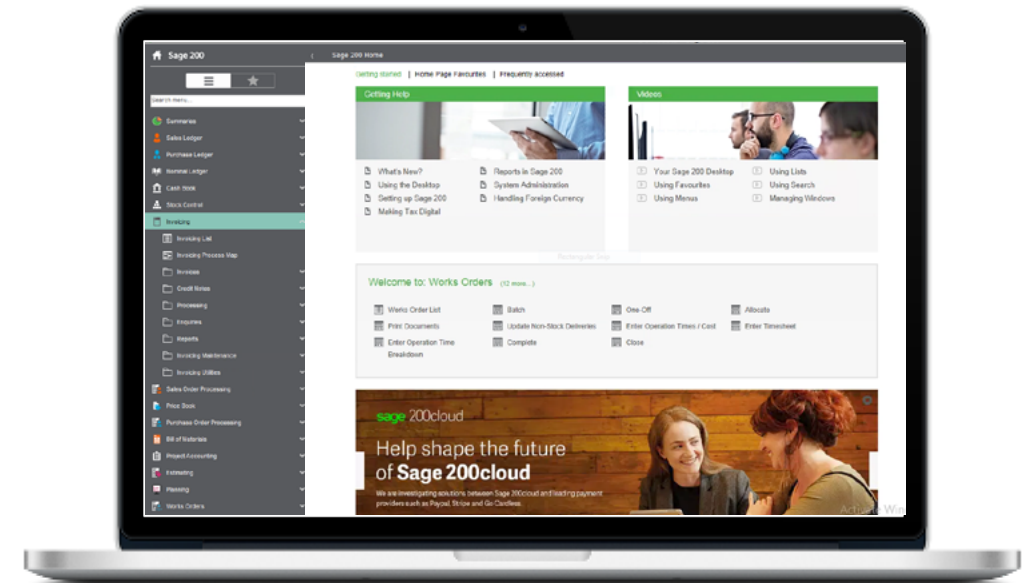 Sage 200
Search menu...
Summaries
Sales Ledger
Purchase Ledger
Nominal Ledger
Cash Book
Stock Control
Invoicing
Invoicing List
Invoicing Process Map
Invoices
Credit Notes
Processing
Enquiries
Reports
Invoicing Maintenance
Invoicing Utilities
Sales Order Processing
Price Book
Purchase Order Processing
Bill of Materials
Project Accounting
Estimating
Planning
Works Orders
Sage 200 Home
Getting started | Home Page Favourites | Frequently accessed
Getting Help
What's New?
Using the Desktop
Setting up Sage 200
Making Tax Digital
Reports in Sage 200
System Administration
Handling Foreign Currency
Videos
Your Sage 200 Desktop
Using Favourites
Using Menus
Using Lists
Using Search
Managing Windows
Rectangular Snip
Welcome to: Works Orders (12 more...)
Works Order List
Batch
One-Off
Allocate
Print Documents
Update Non-Stock Deliveries
Enter Operation Times / Cost
Enter Timesheet
Enter Operation Time
Breakdown
Complete
Close
sage 200cloud
Help shape the future
of Sage 200cloud
We are investigating solutions between Sage 200cloud and leading payment
providers such as Paypal, Stripe and Go Cardless.
Activate Win